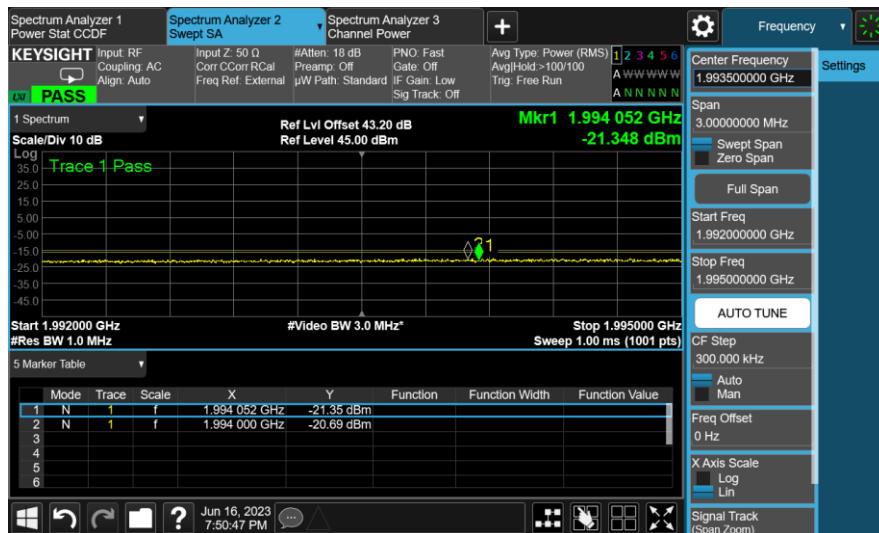 Spectrum Analyzer 1
Power Stat CCDF
Spectrum Analyzer 2
Swept SA
Spectrum Analyzer 3
Channel Power
Frequency
KEYSIGHT
LXI
PASS
Input: RF
Coupling: AC
Align: Auto
Input Z: 50 Ω
Corr CCorr RCal
Freq Ref: External
#Atten: 18 dB
Preamp: Off
µW Path: Standard
PNO: Fast
Gate: Off
IF Gain: Low
Sig Track: Off
Avg Type: Power (RMS)
Avg|Hold:>100/100
Trig: Free Run
1 2 3 4 5 6
A W W W W W
A N N N N N
1 Spectrum
Scale/Div 10 dB
Ref Lvl Offset 43.20 dB
Ref Level 45.00 dBm
Mkr1 1.994 052 GHz
-21.348 dBm
Log
Trace 1 Pass
35.0
25.0
15.0
5.00
-5.00
-15.0
-25.0
-35.0
-45.0
1
Start 1.992000 GHz
#Res BW 1.0 MHz
#Video BW 3.0 MHz*
Stop 1.995000 GHz
Sweep 1.00 ms (1001 pts)
5 Marker Table
Mode Trace Scale X Y Function Function Width Function Value
1 N 1 f 1.994 052 GHz -21.35 dBm
2 N 1 f 1.994 000 GHz -20.69 dBm
3
4
5
6
Jun 16, 2023
7:50:47 PM
Center Frequency
1.993500000 GHz
Settings
Span
3.00000000 MHz
Swept Span
Zero Span
Full Span
Start Freq
1.992000000 GHz
Stop Freq
1.995000000 GHz
AUTO TUNE
CF Step
300.000 kHz
Auto
Man
Freq Offset
0 Hz
X Axis Scale
Log
Lin
Signal Track
(Span Zoom)